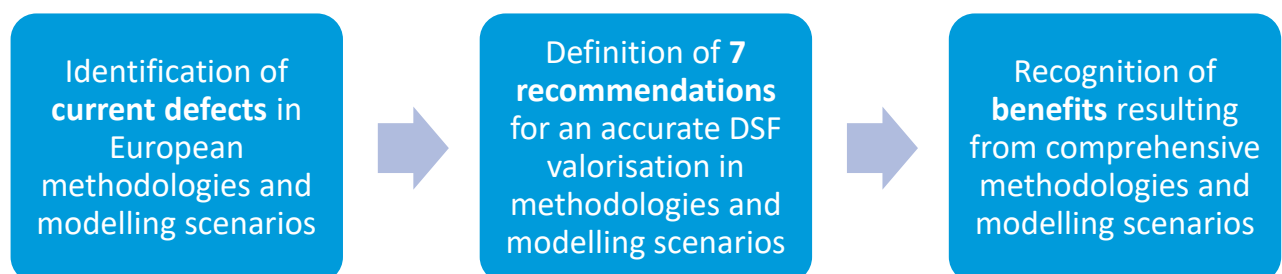 Identification of
current defects in
European
methodologies and
modelling scenarios
Definition of 7
recommendations
for an accurate DSF
valorisation in
methodologies and
modelling scenarios
Recognition of
benefits resulting
from comprehensive
methodologies and
modelling scenarios